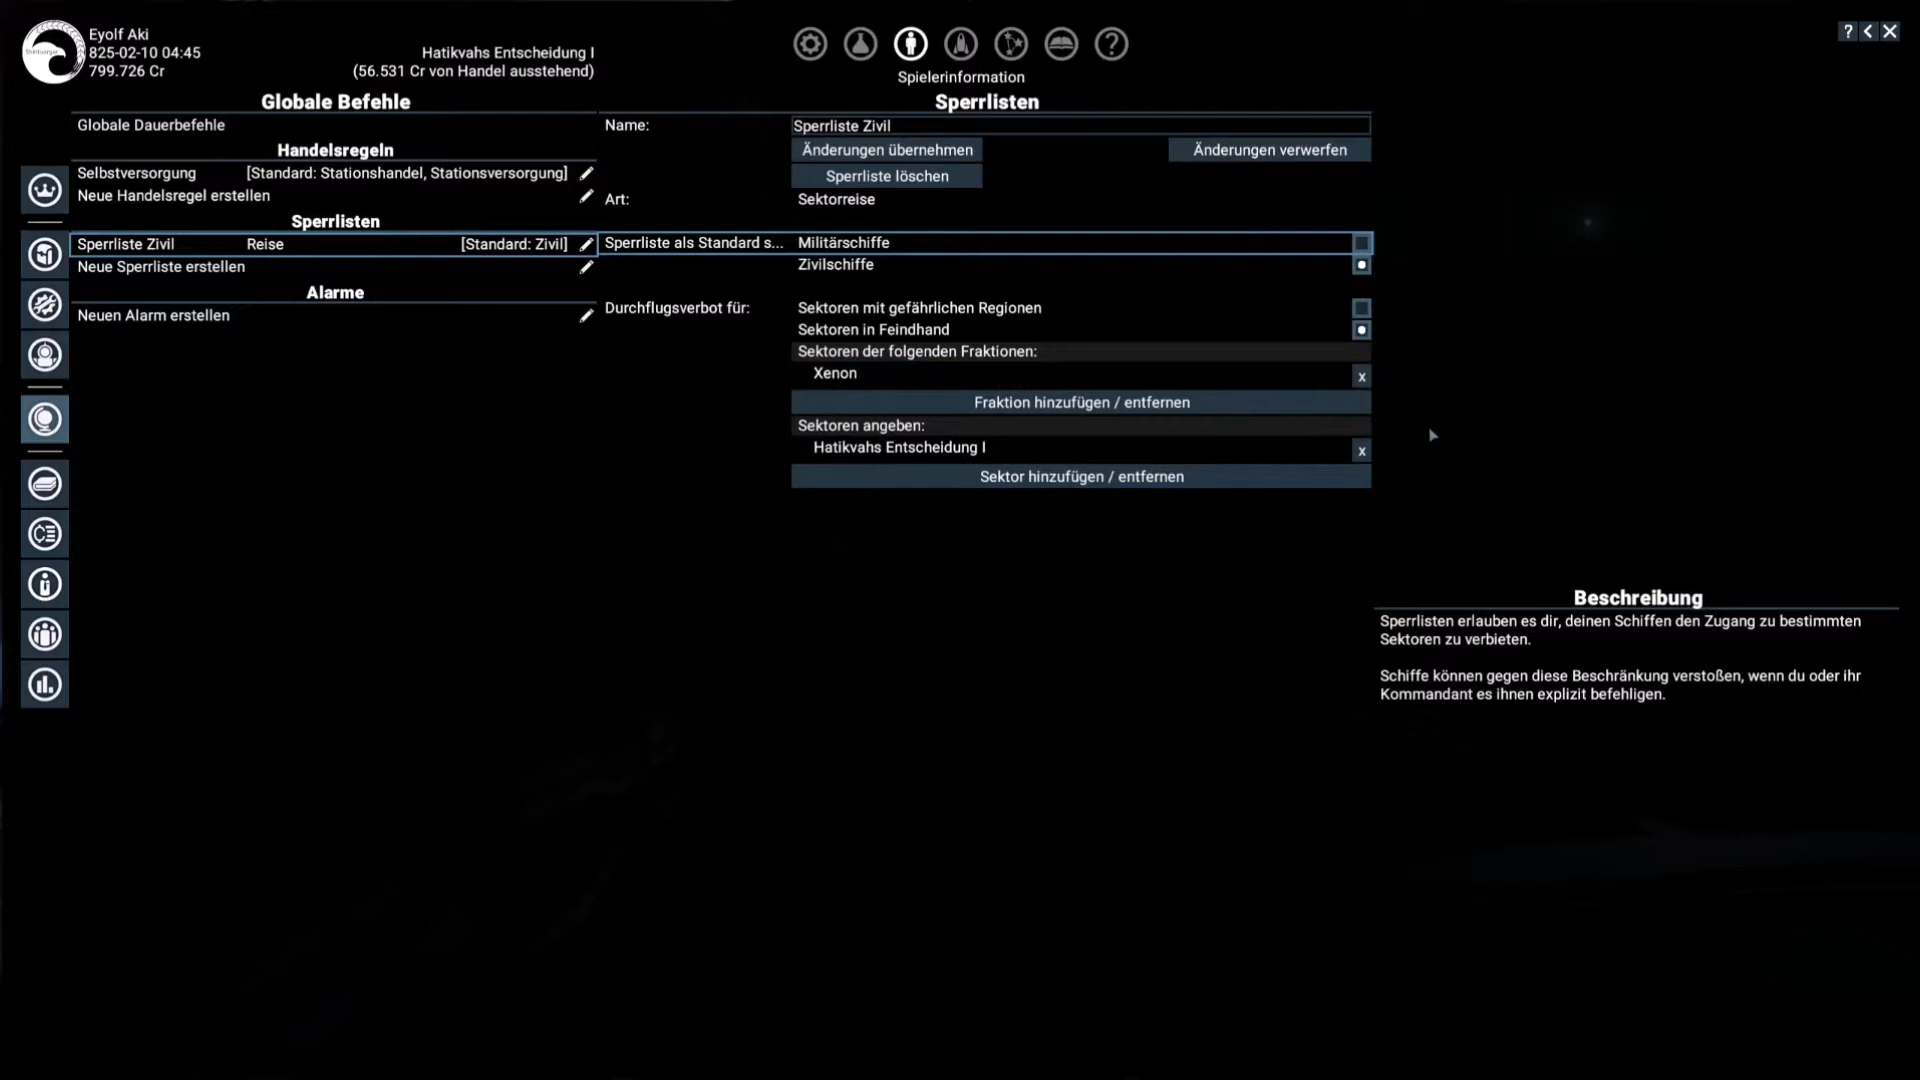 Eyolf Aki
825-02-10 04:45
799.726 Cr
Hatikvahs Entscheidung I
(56.531 Cr von Handel ausstehend)
Spielerinformation
? < X
Globale Befehle
Globale Dauerbefehle
Handelsregeln
Selbstversorgung [Standard: Stationshandel, Stationsversorgung]
Neue Handelsregel erstellen
Sperrlisten
Sperrliste Zivil Reise [Standard: Zivil]
Neue Sperrliste erstellen
Alarme
Neuen Alarm erstellen
Sperrlisten
Name: Sperrliste Zivil
Änderungen übernehmen Änderungen verwerfen
Sperrliste löschen
Art: Sektorreise
Sperrliste als Standard s... Militärschiffe
Zivilschiffe
Durchflugsverbot für: Sektoren mit gefährlichen Regionen
Sektoren in Feindhand
Sektoren der folgenden Fraktionen:
Xenon x
Fraktion hinzufügen / entfernen
Sektoren angeben:
Hatikvahs Entscheidung I x
Sektor hinzufügen / entfernen
Beschreibung
Sperrlisten erlauben es dir, deinen Schiffen den Zugang zu bestimmten
Sektoren zu verbieten.
Schiffe können gegen diese Beschränkung verstoßen, wenn du oder ihr
Kommandant es ihnen explizit befehligen.